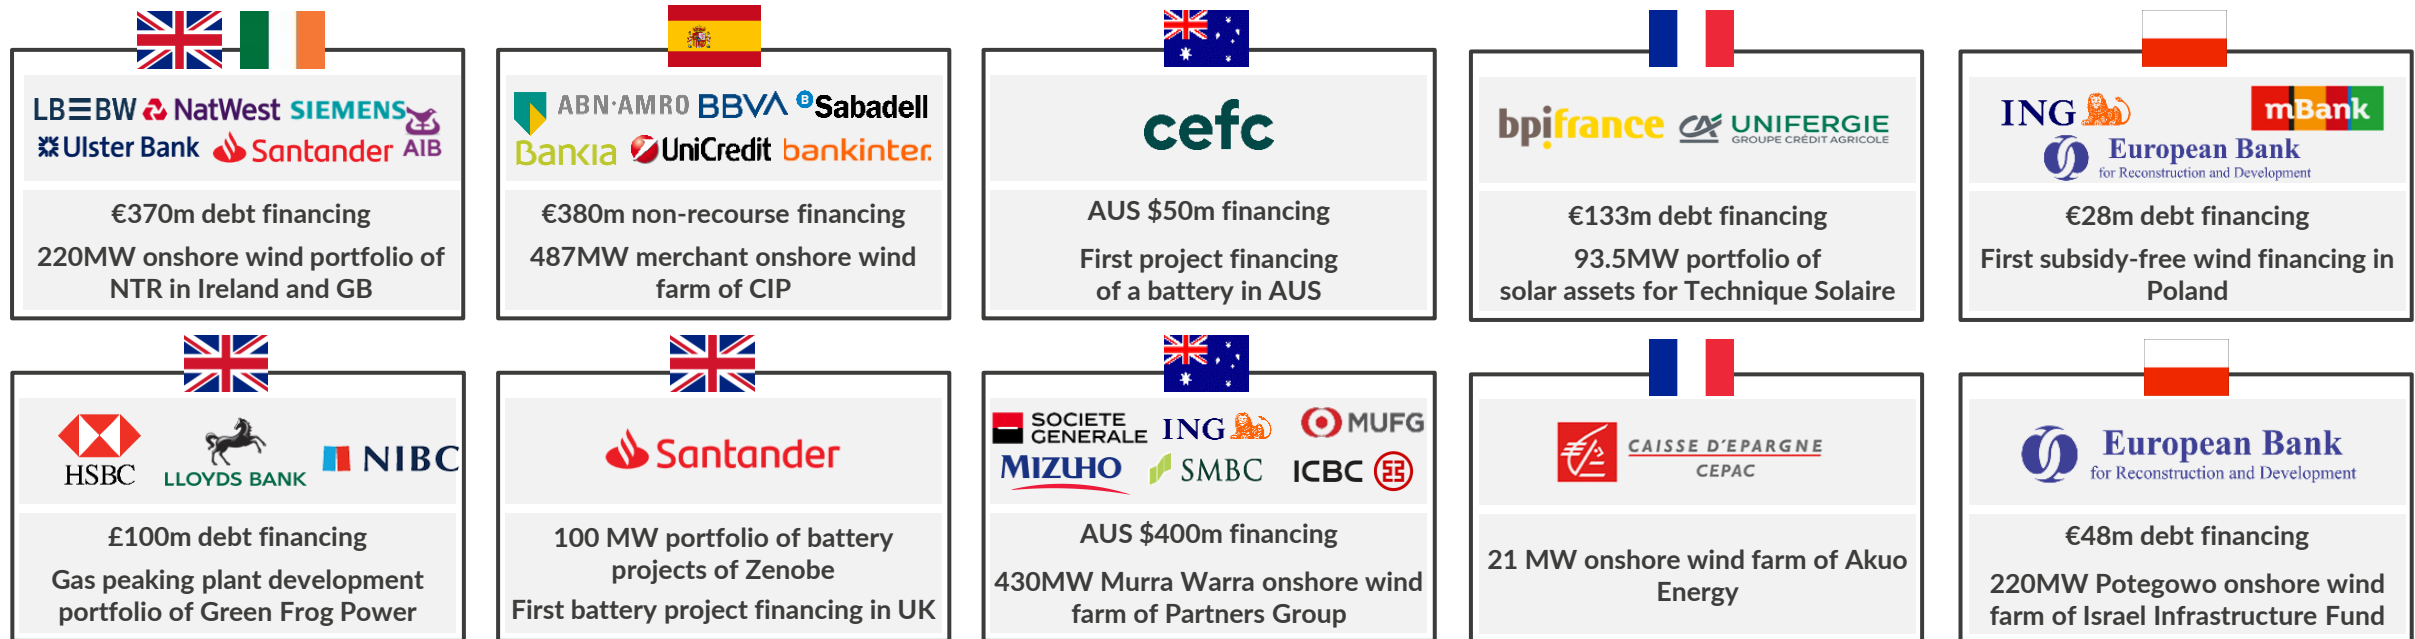 LBBW NatWest SIEMENS
Ulster Bank Santander AIB
€370m debt financing
220MW onshore wind portfolio of
NTR in Ireland and GB
ABN·AMRO BBVA Sabadell
Bankia UniCredit bankinter.
€380m non-recourse financing
487MW merchant onshore wind
farm of CIP
cefc
AUS $50m financing
First project financing
of a battery in AUS
bpifrance CA UNIFERGIE
GROUPE CRÉDIT AGRICOLE
€133m debt financing
93.5MW portfolio of
solar assets for Technique Solaire
ING mBank
European Bank
for Reconstruction and Development
€28m debt financing
First subsidy-free wind financing in
Poland
HSBC LLOYDS BANK NIBC
£100m debt financing
Gas peaking plant development
portfolio of Green Frog Power
Santander
100 MW portfolio of battery
projects of Zenobe
First battery project financing in UK
SOCIETE
GENERALE ING MUFG
MIZUHO SMBC ICBC
AUS $400m financing
430MW Murra Warra onshore wind
farm of Partners Group
CAISSE D'EPARGNE
CEPAC
21 MW onshore wind farm of Akuo
Energy
European Bank
for Reconstruction and Development
€48m debt financing
220MW Potegowo onshore wind
farm of Israel Infrastructure Fund